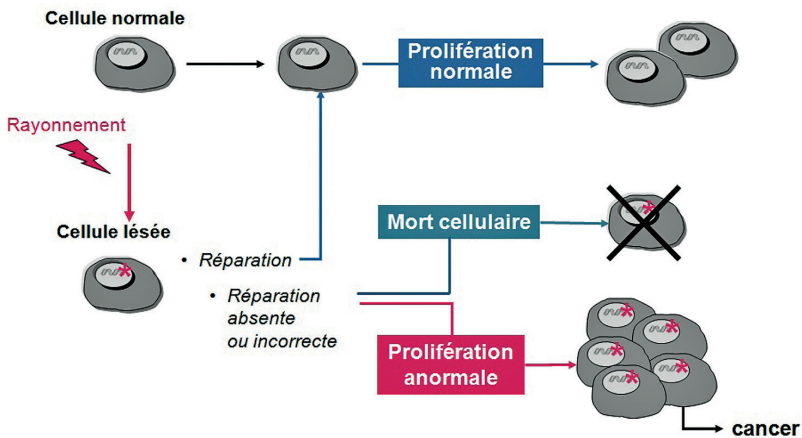 Cellule normale
Prolifération
normale
Rayonnement
Cellule lésée
• Réparation
• Réparation
absente
ou incorrecte
Mort cellulaire
Prolifération
anormale
cancer